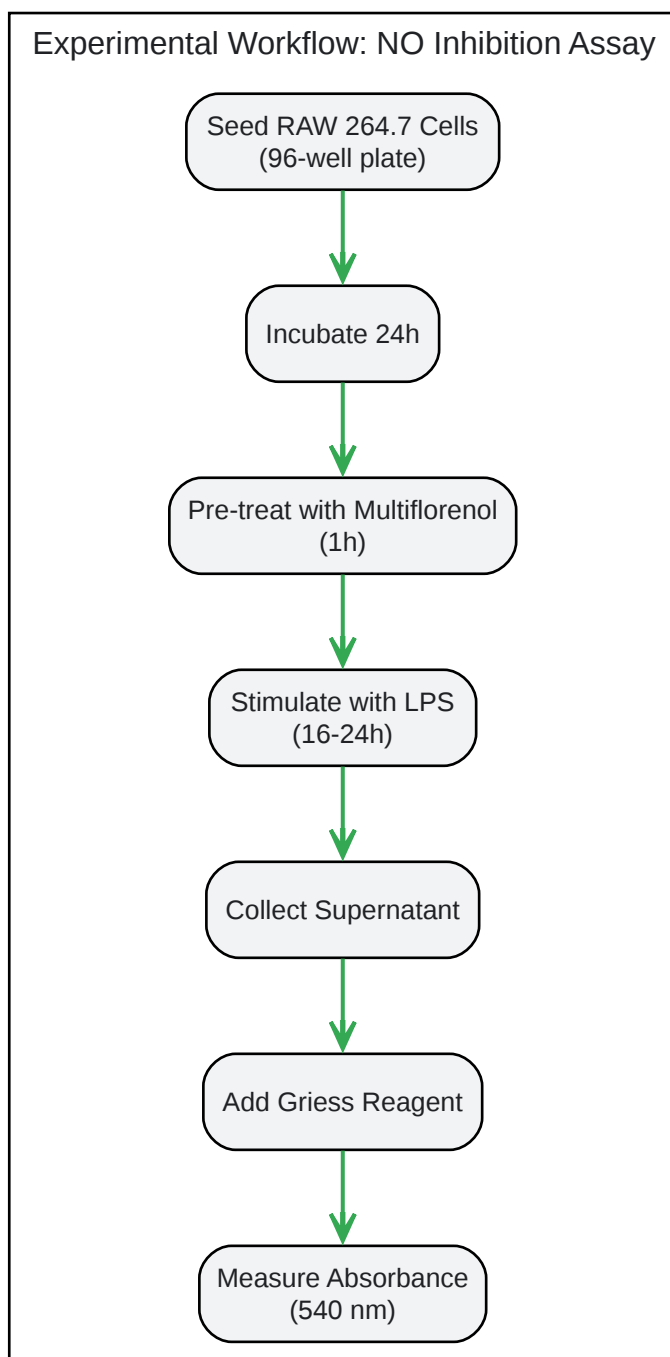 Experimental Workflow: NO Inhibition Assay
Seed RAW 264.7 Cells
(96-well plate)
Incubate 24h
Pre-treat with Multiflorenol
(1h)
Stimulate with LPS
(16-24h)
Collect Supernatant
Add Griess Reagent
Measure Absorbance
(540 nm)